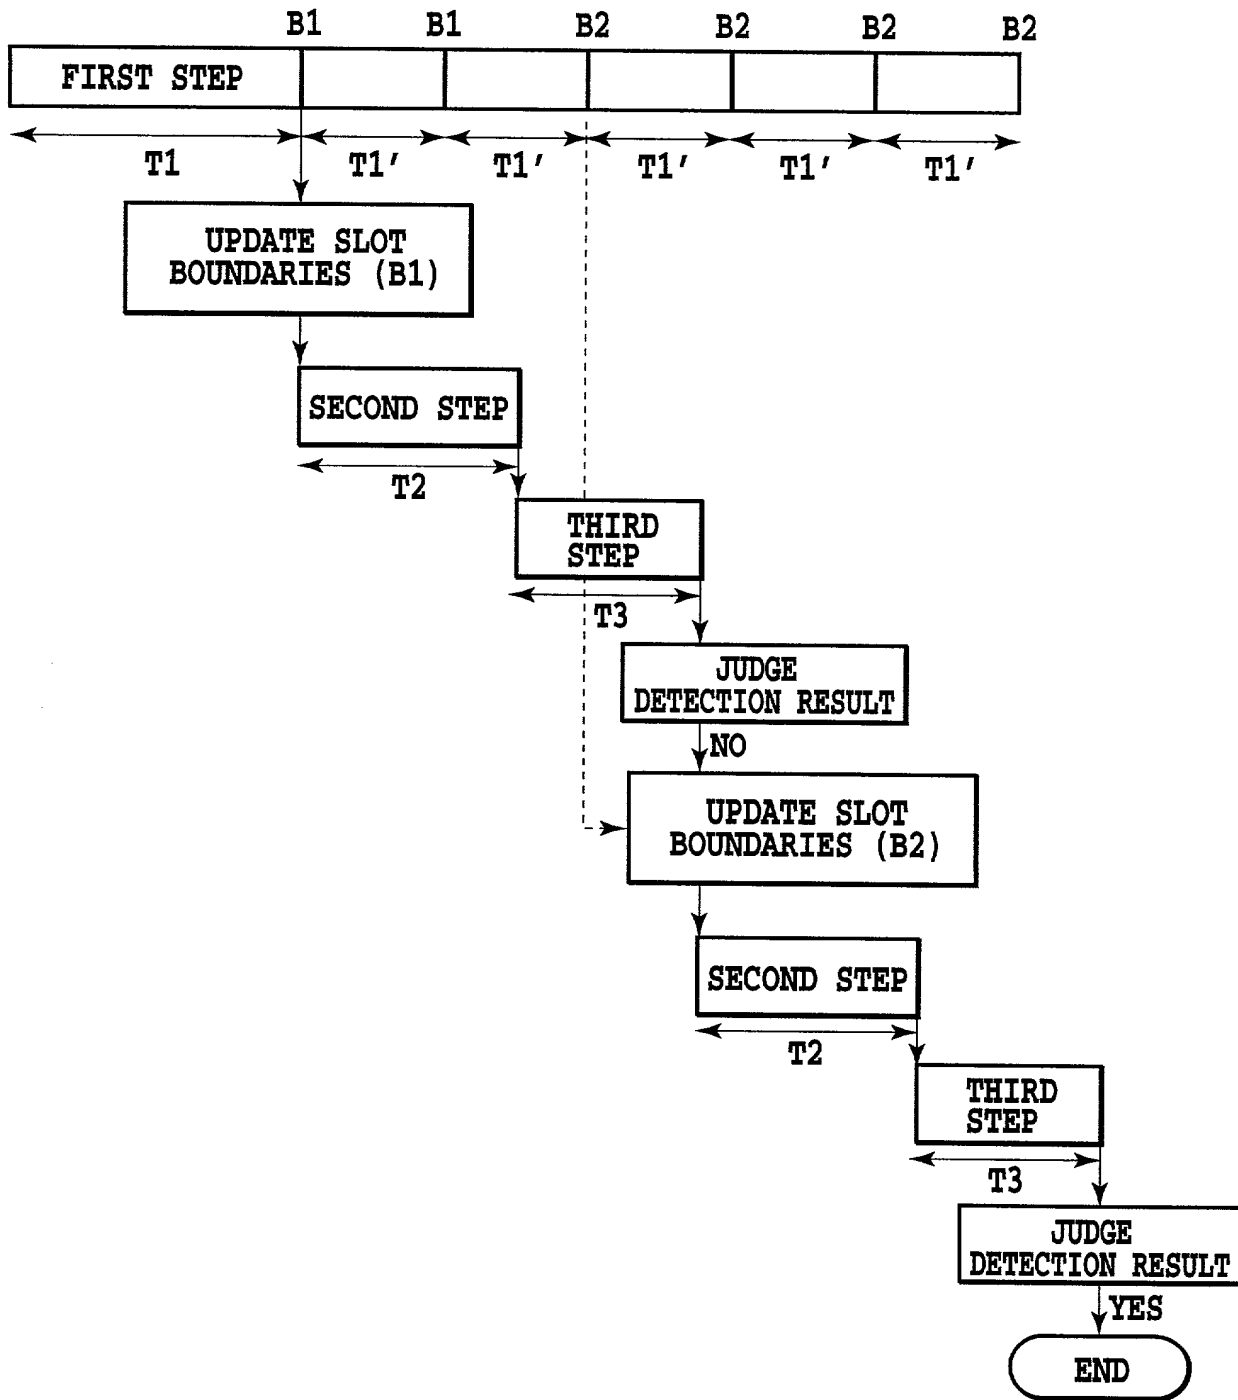 B1 B1 B2 B2 B2 B2
FIRST STEP
T1 T1' T1' T1' T1' T1'
UPDATE SLOT
BOUNDARIES (B1)
SECOND STEP
T2
THIRD
STEP
T3
JUDGE
DETECTION RESULT
NO
UPDATE SLOT
BOUNDARIES (B2)
SECOND STEP
T2
THIRD
STEP
T3
JUDGE
DETECTION RESULT
YES
END